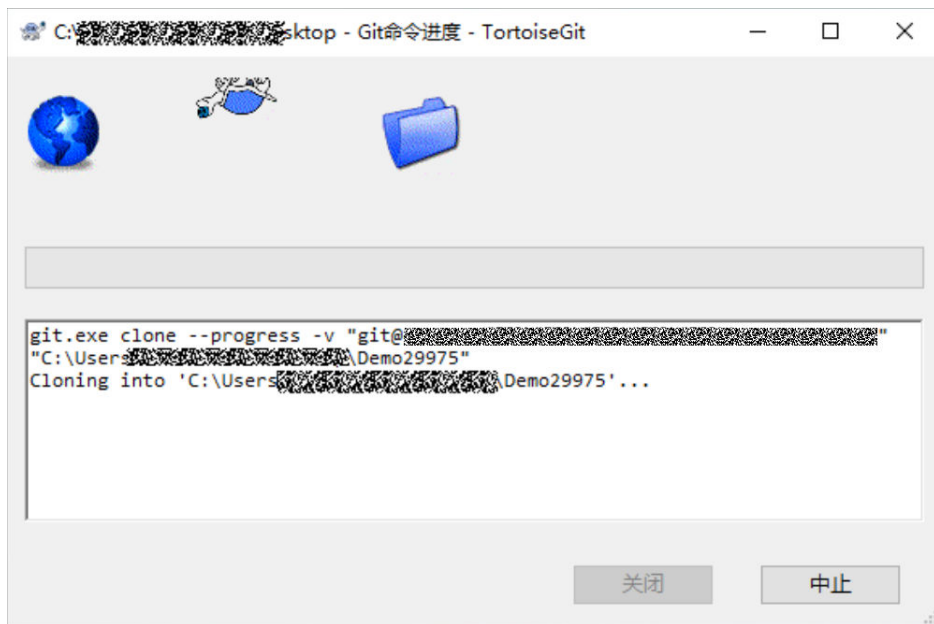 C:\ sktop - Git命令进度 - TortoiseGit
git.exe clone --progress -v "git@ "
"C:\Users \Demo29975"
Cloning into 'C:\Users \Demo29975'...
关闭
中止